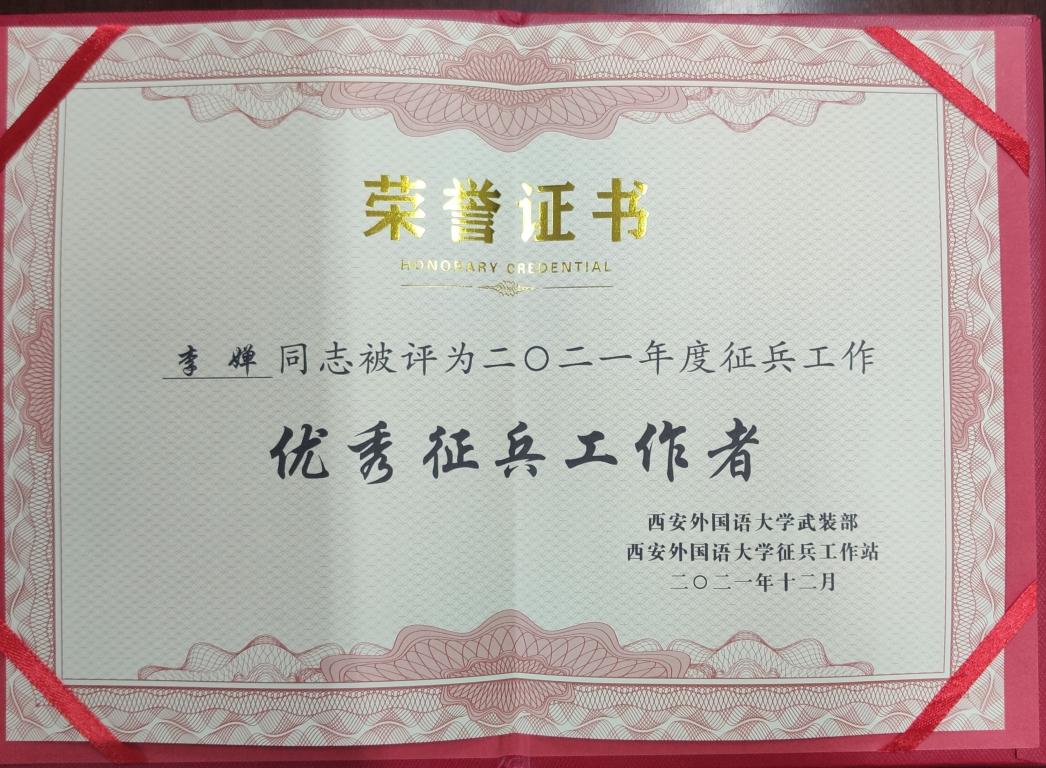 荣誉证书
HONORARY CREDENTIAL
李 婵 同志被评为二〇二一年度征兵工作
优秀征兵工作者
西安外国语大学武装部
西安外国语大学征兵工作站
二〇二一年十二月